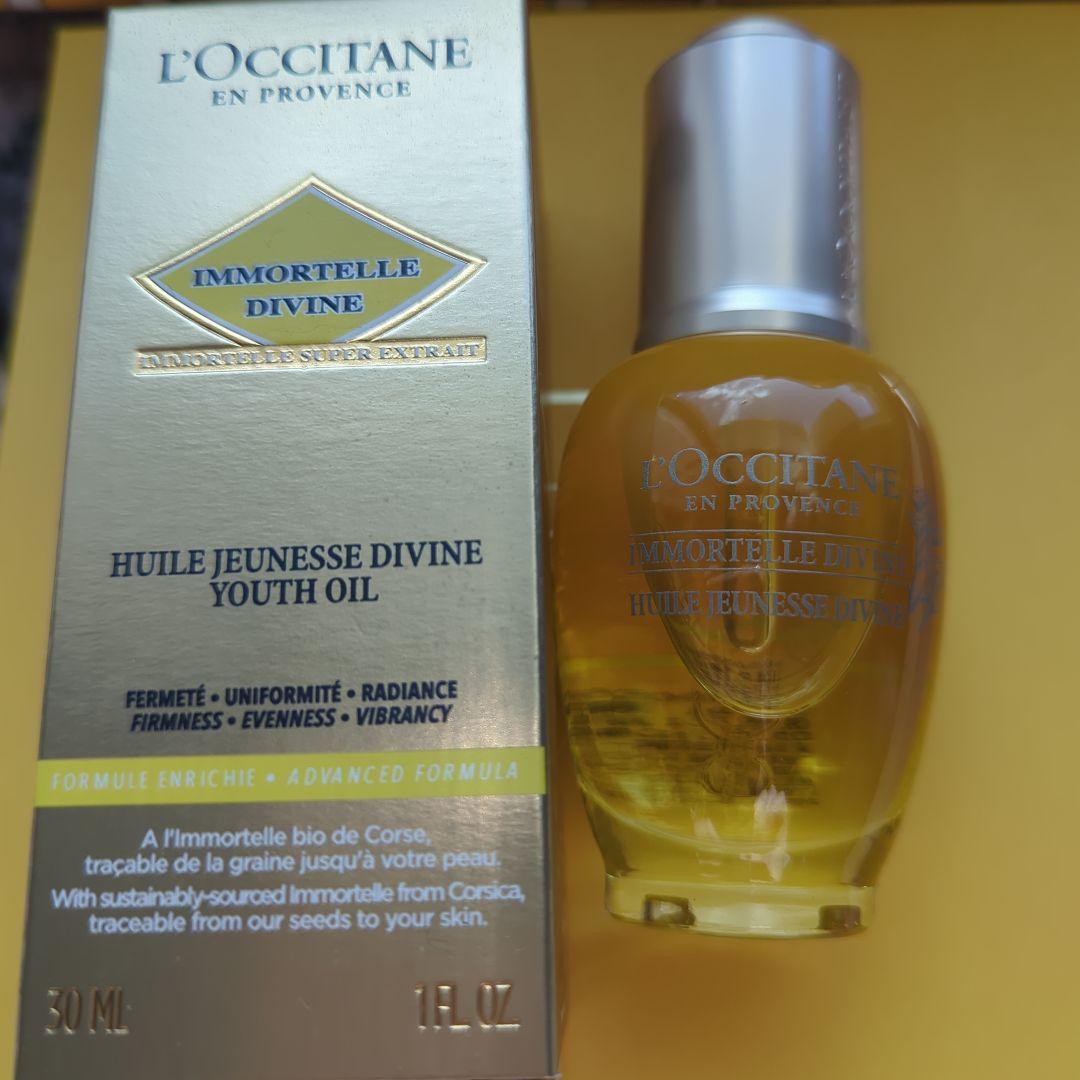 L'OCCITANE
EN PROVENCE
IMMORTELLE
DIVINE
IMMORTELLE SUPER EXTRAIT
HUILE JEUNESSE DIVINE
YOUTH OIL
FERMETÉ • UNIFORMITÉ • RADIANCE
FIRMNESS • EVENNESS • VIBRANCY
FORMULE ENRICHIE • ADVANCED FORMULA
A l'Immortelle bio de Corse,
traçable de la graine jusqu'à votre peau.
With sustainably-sourced Immortelle from Corsica,
traceable from our seeds to your skin.
30 ML 1 FL OZ
L'OCCITANE
EN PROVENCE
IMMORTELLE DIVINE
HUILE JEUNESSE DIVINE